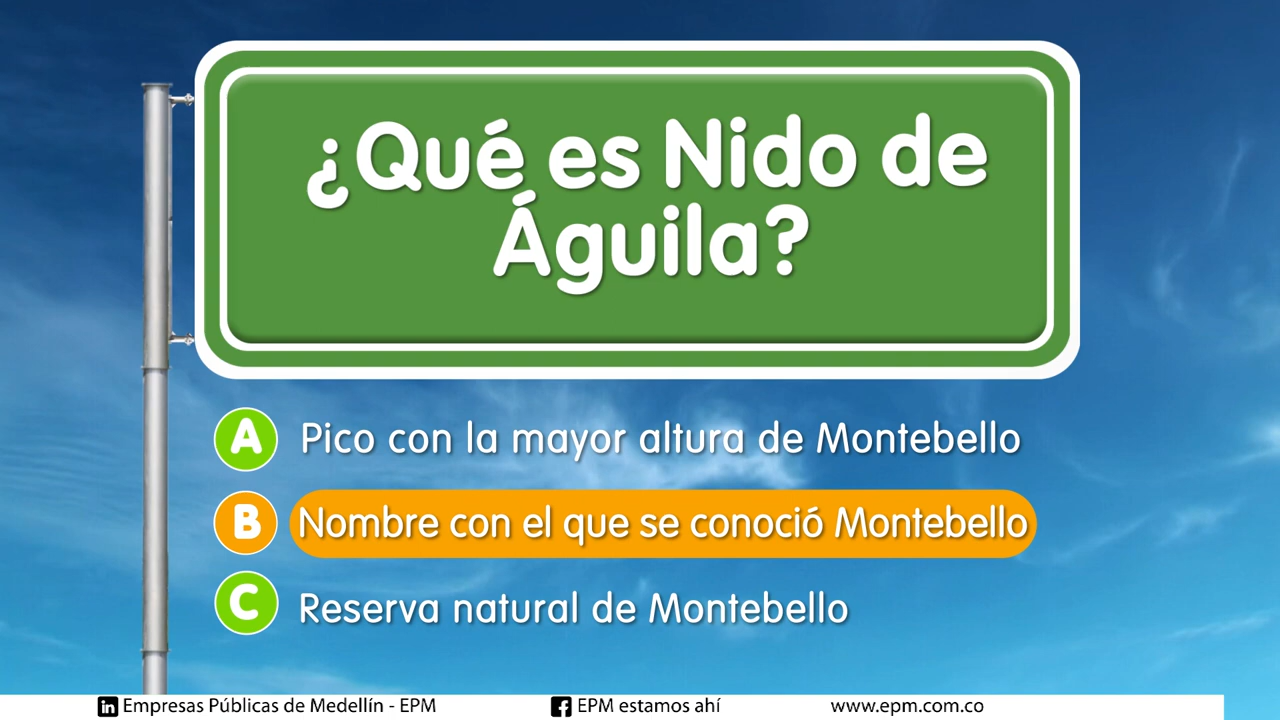 ¿Qué es Nido de
Águila?
A Pico con la mayor altura de Montebello
B Nombre con el que se conoció Montebello
C Reserva natural de Montebello
in Empresas Públicas de Medellín - EPM
f EPM estamos ahí
www.epm.com.co